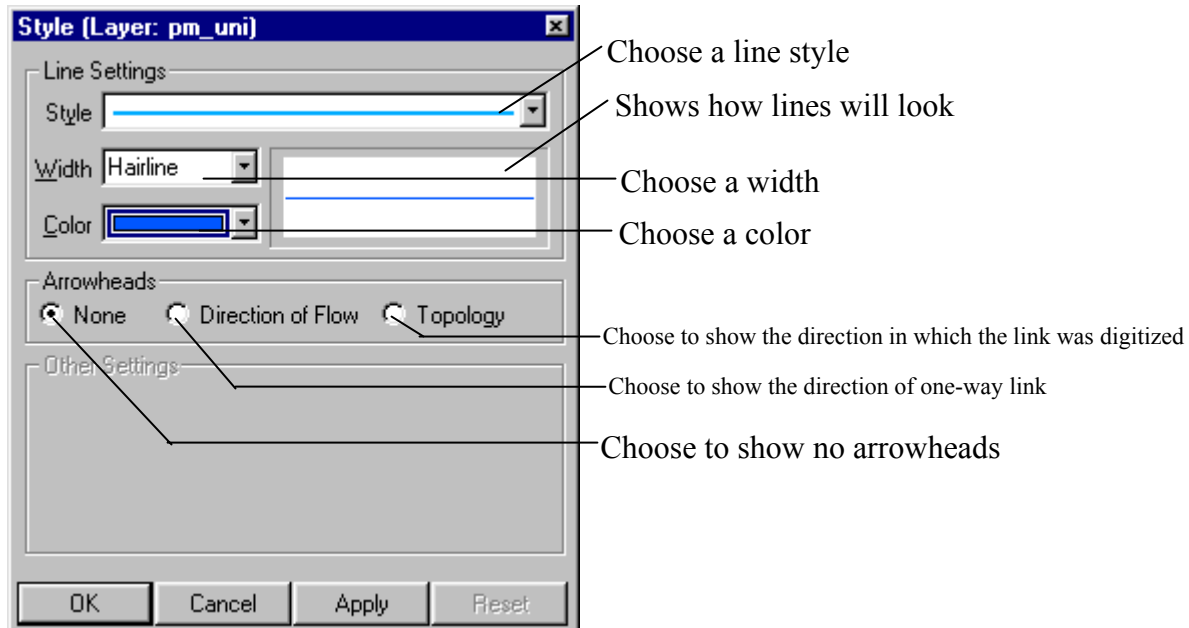 Style (Layer: pm_uni)
Line Settings
Style
Choose a line style
Shows how lines will look
Width Hairline
Choose a width
Color
Choose a color
Arrowheads
None Direction of Flow Topology
Choose to show the direction in which the link was digitized
Other Settings
Choose to show the direction of one-way link
Choose to show no arrowheads
OK Cancel Apply Reset